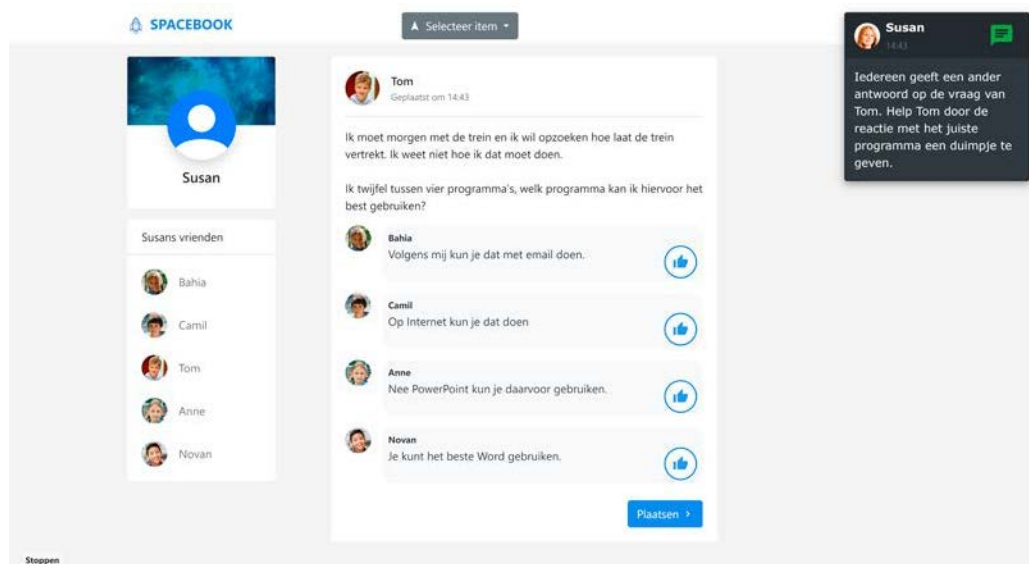 SPACEBOOK
Selecteer item
Susan
14:43
Iedereen geeft een ander
antwoord op de vraag van
Tom. Help Tom door de
reactie met het juiste
programma een duimpje te
geven.
Susan
Susans vrienden
Bahia
Camil
Tom
Anne
Novan
Tom
Geplaatst om 14:43
Ik moet morgen met de trein en ik wil opzoeken hoe laat de trein
vertrekt. Ik weet niet hoe ik dat moet doen.
Ik twijfel tussen vier programma's, welk programma kan ik hiervoor het
best gebruiken?
Bahia
Volgens mij kun je dat met email doen.
Camil
Op Internet kun je dat doen
Anne
Nee PowerPoint kun je daarvoor gebruiken.
Novan
Je kunt het beste Word gebruiken.
Plaatsen
Stoppen